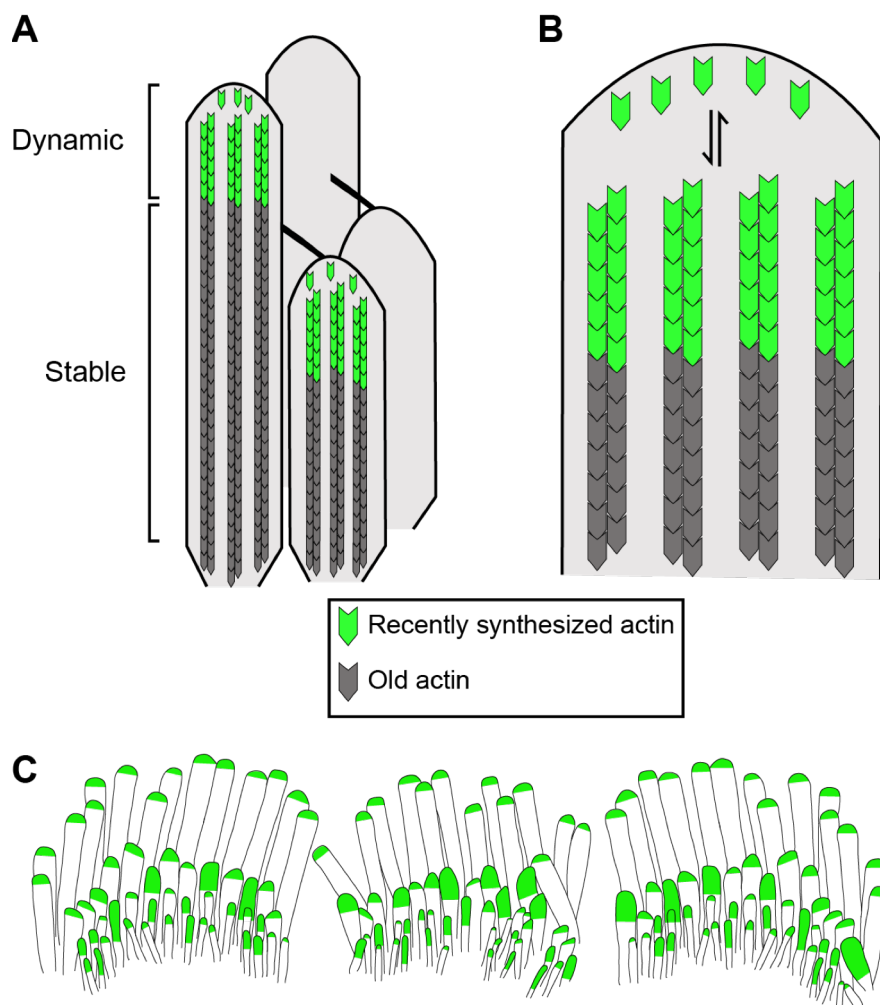 A
B
Dynamic
Stable
Recently synthesized actin
Old actin
C